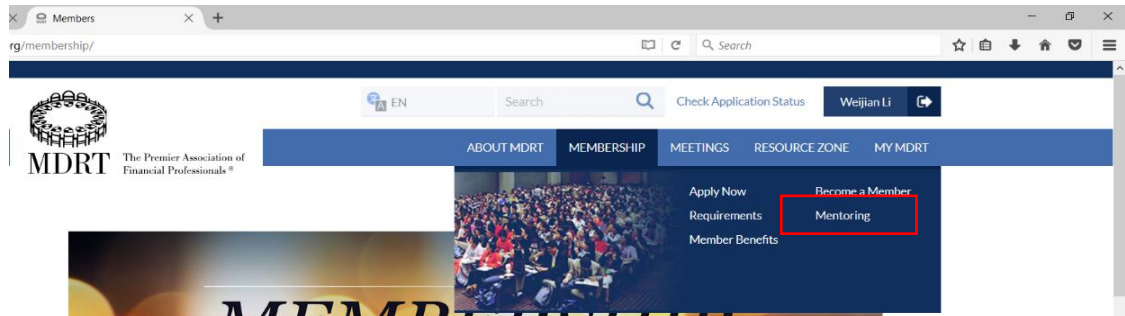 Members
rg/membership/
Search
EN
Search
Check Application Status
Weijian Li
MDRT
The Premier Association of
Financial Professionals ®
ABOUT MDRT
MEMBERSHIP
MEETINGS
RESOURCE ZONE
MY MDRT
Apply Now
Become a Member
Requirements
Mentoring
Member Benefits